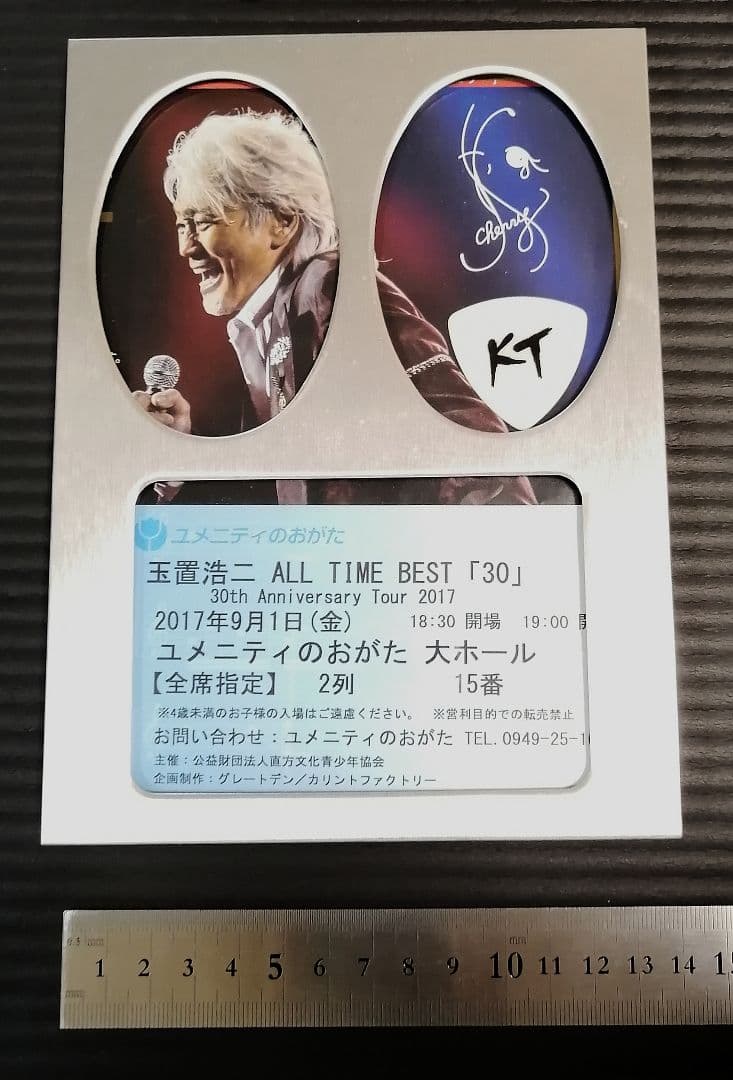 cherry
KT
ユメニティのおがた
玉置浩二 ALL TIME BEST「30」
30th Anniversary Tour 2017
2017年9月1日(金) 18:30 開場 19:00
ユメニティのおがた 大ホール
【全席指定】 2列 15番
※4歳未満のお子様の入場はご遠慮ください。 ※営利目的での転売禁止
お問い合わせ：ユメニティのおがた TEL.0949-25-1
主催：公益財団法人直方文化青少年協会
企画制作：グレートデン／カリントファクトリー
0.5 mm mm
1 2 3 4 5 6 7 8 9 10 11 12 13 14 15
mm